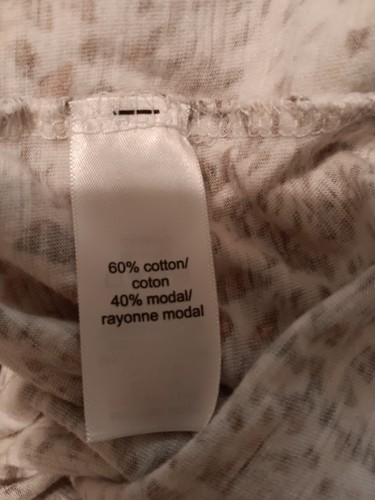 60% cotton/
coton
40% modal/
rayonne modal